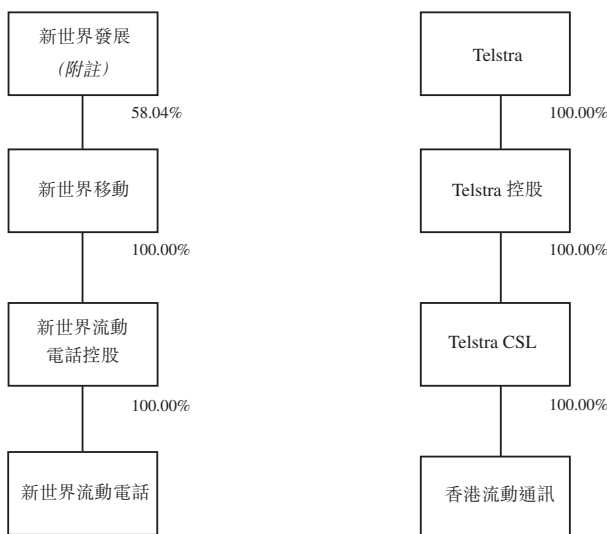 新世界發展
(附註)
58.04%
新世界移動
100.00%
新世界流動
電話控股
100.00%
新世界流動電話
Telstra
100.00%
Telstra 控股
100.00%
Telstra CSL
100.00%
香港流動通訊